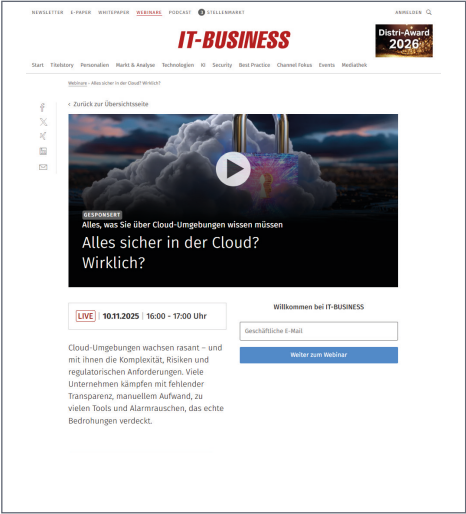 NEWSLETTER E-PAPER WHITEPAPER WEBINARE PODCAST STELLENMARKT ANMELDEN
IT-BUSINESS
Distri-Award
2026
Start Titelstory Personalien Markt & Analyse Technologien KI Security Best Practice Channel Fokus Events Mediathek
Webinare › Alles sicher in der Cloud? Wirklich?
‹ Zurück zur Übersichtsseite
GESPONSERT
Alles, was Sie über Cloud-Umgebungen wissen müssen
Alles sicher in der Cloud?
Wirklich?
LIVE | 10.11.2025 | 16:00 - 17:00 Uhr
Willkommen bei IT-BUSINESS
Geschäftliche E-Mail
Weiter zum Webinar
Cloud-Umgebungen wachsen rasant – und
mit ihnen die Komplexität, Risiken und
regulatorischen Anforderungen. Viele
Unternehmen kämpfen mit fehlender
Transparenz, manuellem Aufwand, zu
vielen Tools und Alarmrauschen, das echte
Bedrohungen verdeckt.